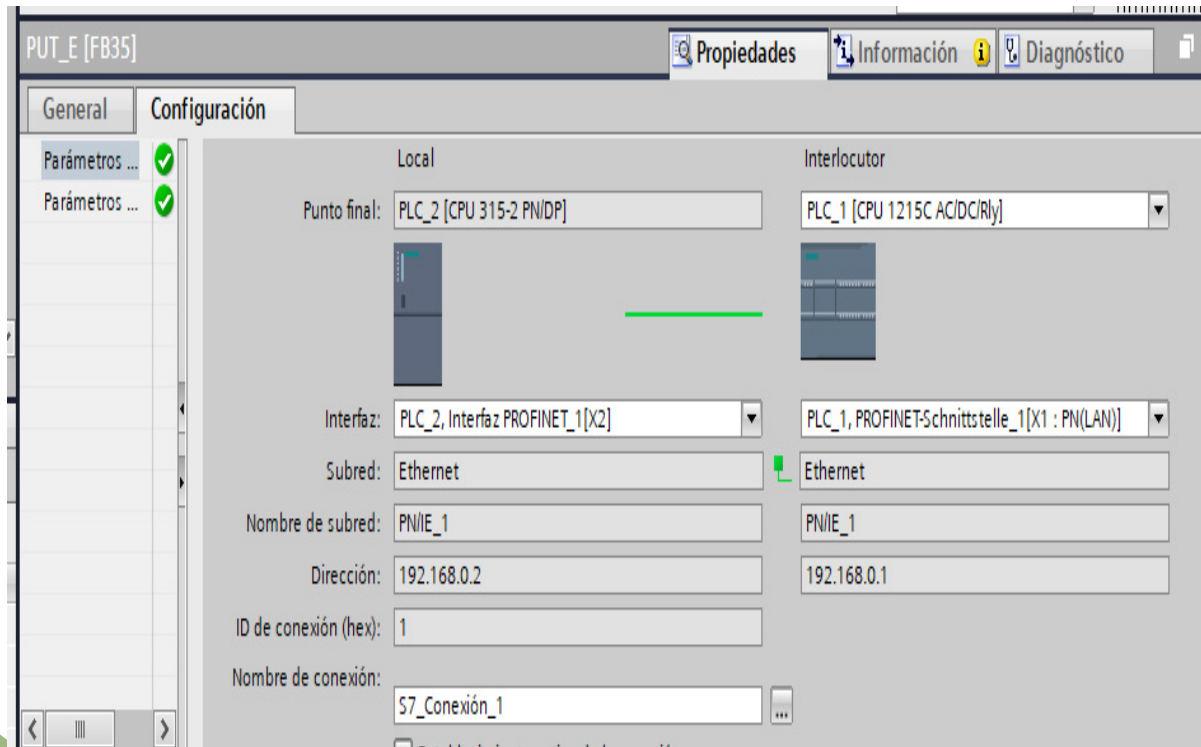 PUT_E [FB35]
Propiedades
Información
Diagnóstico
General
Configuración
Parámetros ...
Parámetros ...
Local
Interlocutor
Punto final:
PLC_2 [CPU 315-2 PN/DP]
PLC_1 [CPU 1215C AC/DC/Rly]
Interfaz:
PLC_2, Interfaz PROFINET_1[X2]
PLC_1, PROFINET-Schnittstelle_1[X1 : PN(LAN)]
Subred:
Ethernet
Ethernet
Nombre de subred:
PN/IE_1
PN/IE_1
Dirección:
192.168.0.2
192.168.0.1
ID de conexión (hex):
1
Nombre de conexión:
S7_Conexión_1
...